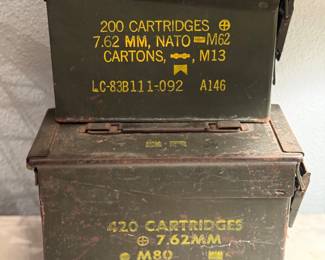 200 CARTRIDGES
7.62 MM, NATO M62
CARTONS, , M13
LC-83B111-092 A146
420 CARTRIDGES
7.62MM
M80